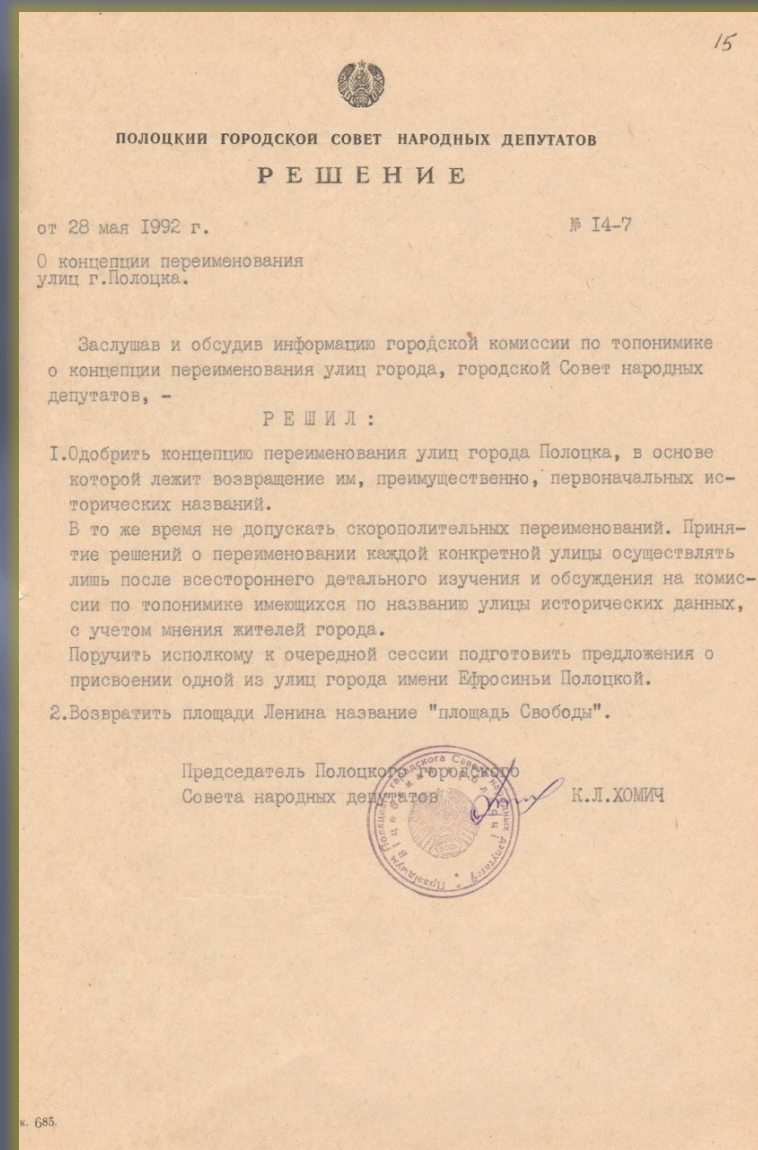 15
ПОЛОЦКИЙ ГОРОДСКОЙ СОВЕТ НАРОДНЫХ ДЕПУТАТОВ
РЕШЕНИЕ
от 28 мая 1992 г. № 14-7
О концепции переименования
улиц г.Полоцка.
Заслушав и обсудив информацию городской комиссии по топонимике
о концепции переименования улиц города, городской Совет народных
депутатов, -
РЕШИЛ:
1.Одобрить концепцию переименования улиц города Полоцка, в основе
которой лежит возвращение им, преимущественно, первоначальных ис-
торических названий.
В то же время не допускать скорополительных переименований. Приня-
тие решений о переименовании каждой конкретной улицы осуществлять
лишь после всестороннего детального изучения и обсуждения на комис-
сии по топонимике имеющихся по названию улицы исторических данных,
с учетом мнения жителей города.
Поручить исполкому к очередной сессии подготовить предложения о
присвоении одной из улиц города имени Ефросиньи Полоцкой.
2.Возвратить площади Ленина название "площадь Свободы".
Председатель Полоцкого городского
Совета народных депутатов К.Л.ХОМИЧ
к. 685.